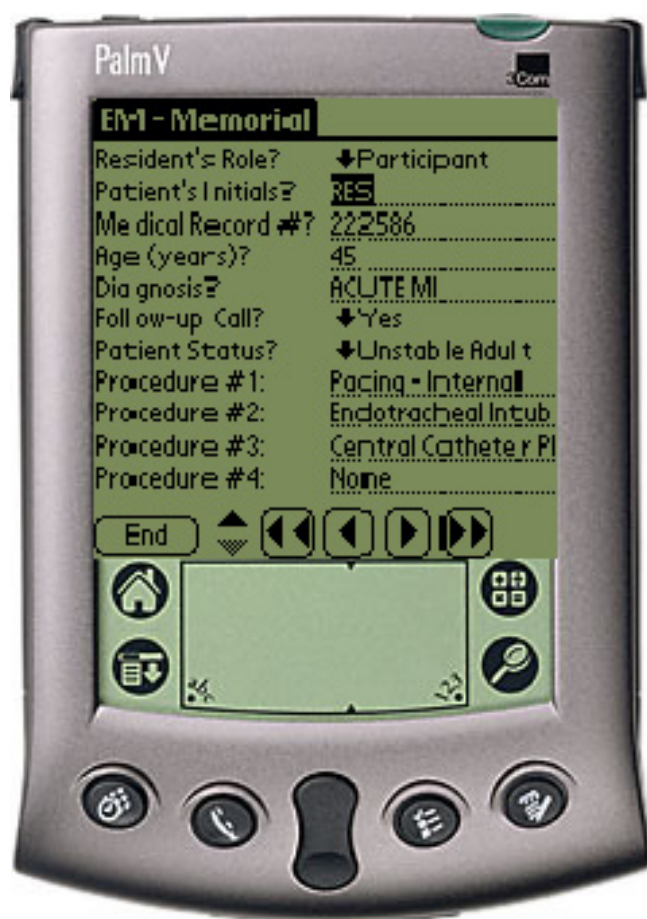 PalmV
3Com
EM - Memorial
Resident's Role? Participant
Patient's Initials? RES
Medical Record #? 222586
Age (years)? 45
Diagnosis? ACUTE MI
Follow-up Call? Yes
Patient Status? Unstable Adult
Procedure #1: Pacing - Internal
Procedure #2: Endotracheal Intub
Procedure #3: Central Catheter Pl
Procedure #4: None
End